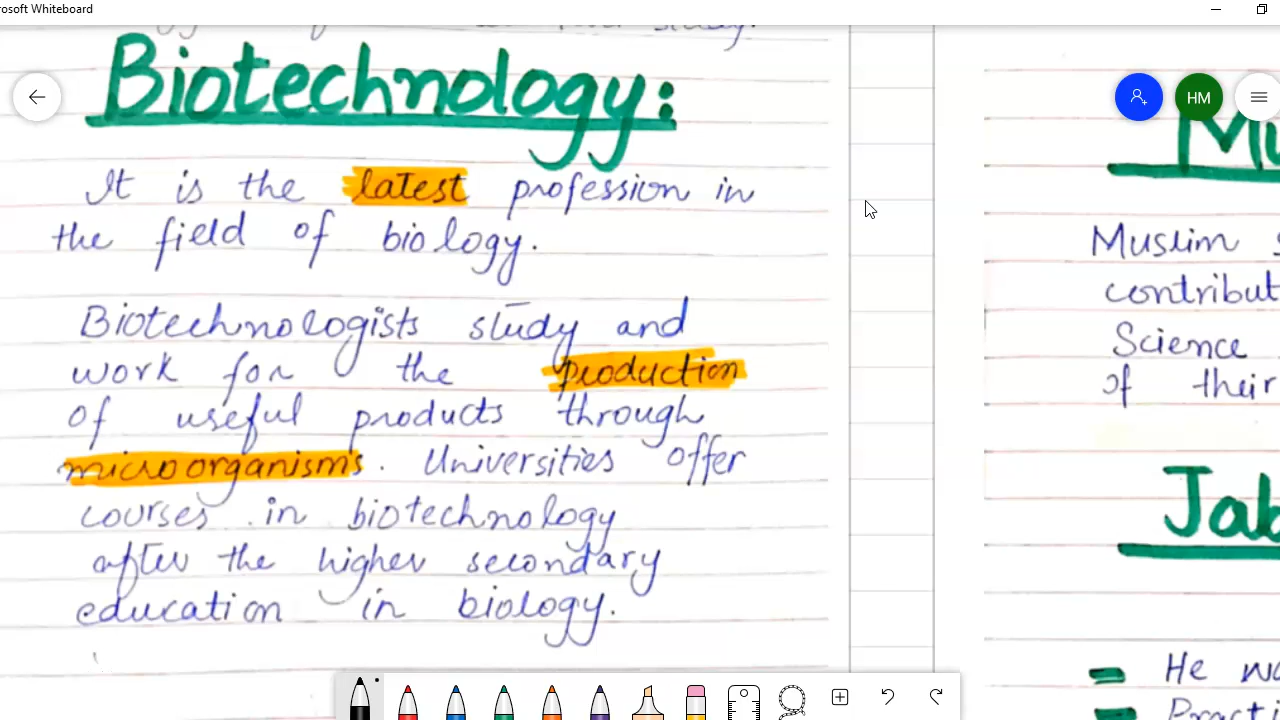 rosoft Whiteboard
study.
Biotechnology:
It is the latest profession in
the field of biology.
Biotechnologists study and
work for the production
of useful products through
microorganisms. Universities offer
courses in biotechnology
after the higher secondary
education in biology.
HM
Mu
Muslim s
contribut
Science
of their
Jab
He wa
Practi